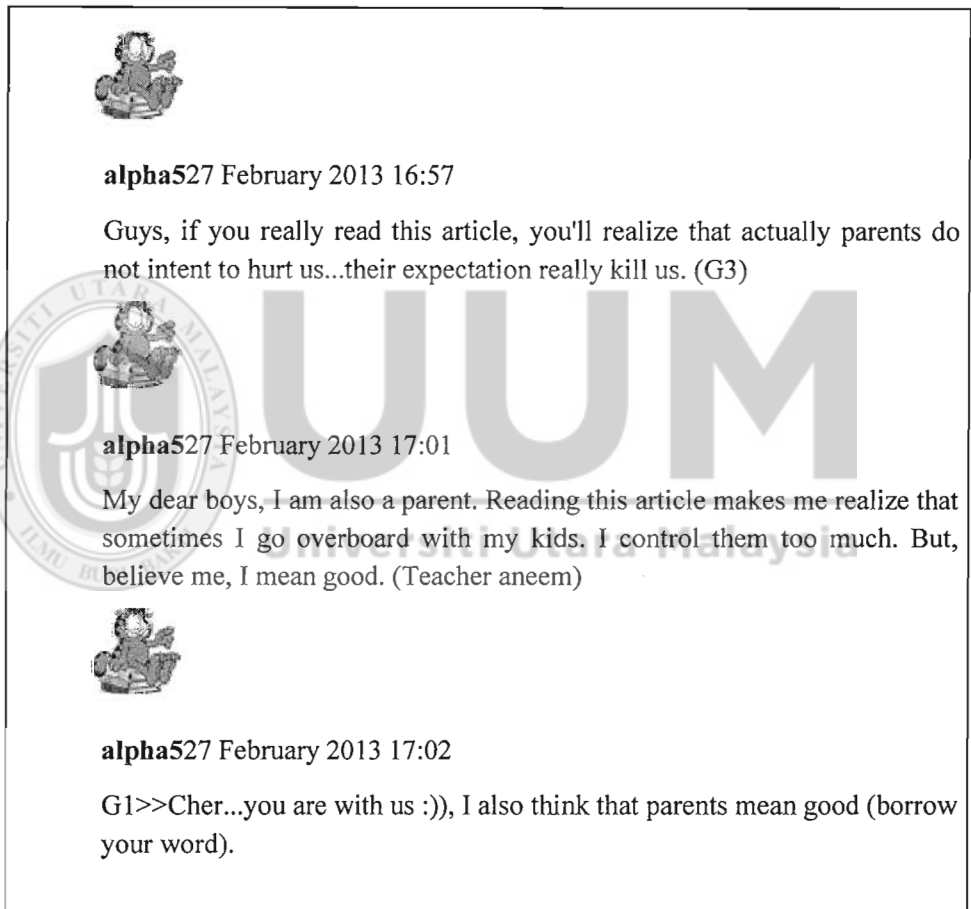 alpha527 February 2013 16:57
Guys, if you really read this article, you'll realize that actually parents do
not intent to hurt us...their expectation really kill us. (G3)
UUM
alpha527 February 2013 17:01
My dear boys, I am also a parent. Reading this article makes me realize that
sometimes I go overboard with my kids. I control them too much. But,
Universiti Utara Malaysia
believe me, I mean good. (Teacher aneem)
alpha527 February 2013 17:02
G1>>Cher...you are with us :)), I also think that parents mean good (borrow
your word).